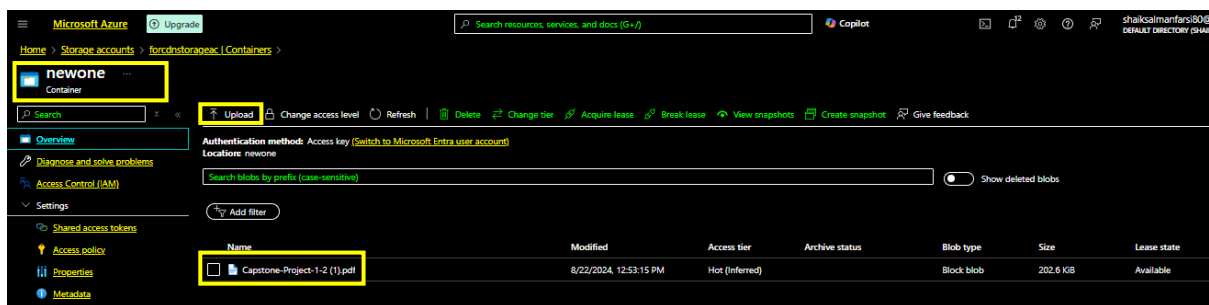 Microsoft Azure Upgrade Search resources, services, and docs (G+/) Copilot 12 shaiksalmanfarsi80@
DEFAULT DIRECTORY (SHAI
Home > Storage accounts > forcdnstorageac | Containers >
newone ...
Container
Search
Upload Change access level Refresh | Delete Change tier Acquire lease Break lease View snapshots Create snapshot Give feedback
Overview
Diagnose and solve problems
Access Control (IAM)
Settings
Shared access tokens
Access policy
Properties
Metadata
Authentication method: Access key (Switch to Microsoft Entra user account)
Location: newone
Search blobs by prefix (case-sensitive)
Show deleted blobs
Add filter
Name Modified Access tier Archive status Blob type Size Lease state
Capstone-Project-1-2 (1).pdf 8/22/2024, 12:53:15 PM Hot (Inferred) Block blob 202.6 KiB Available